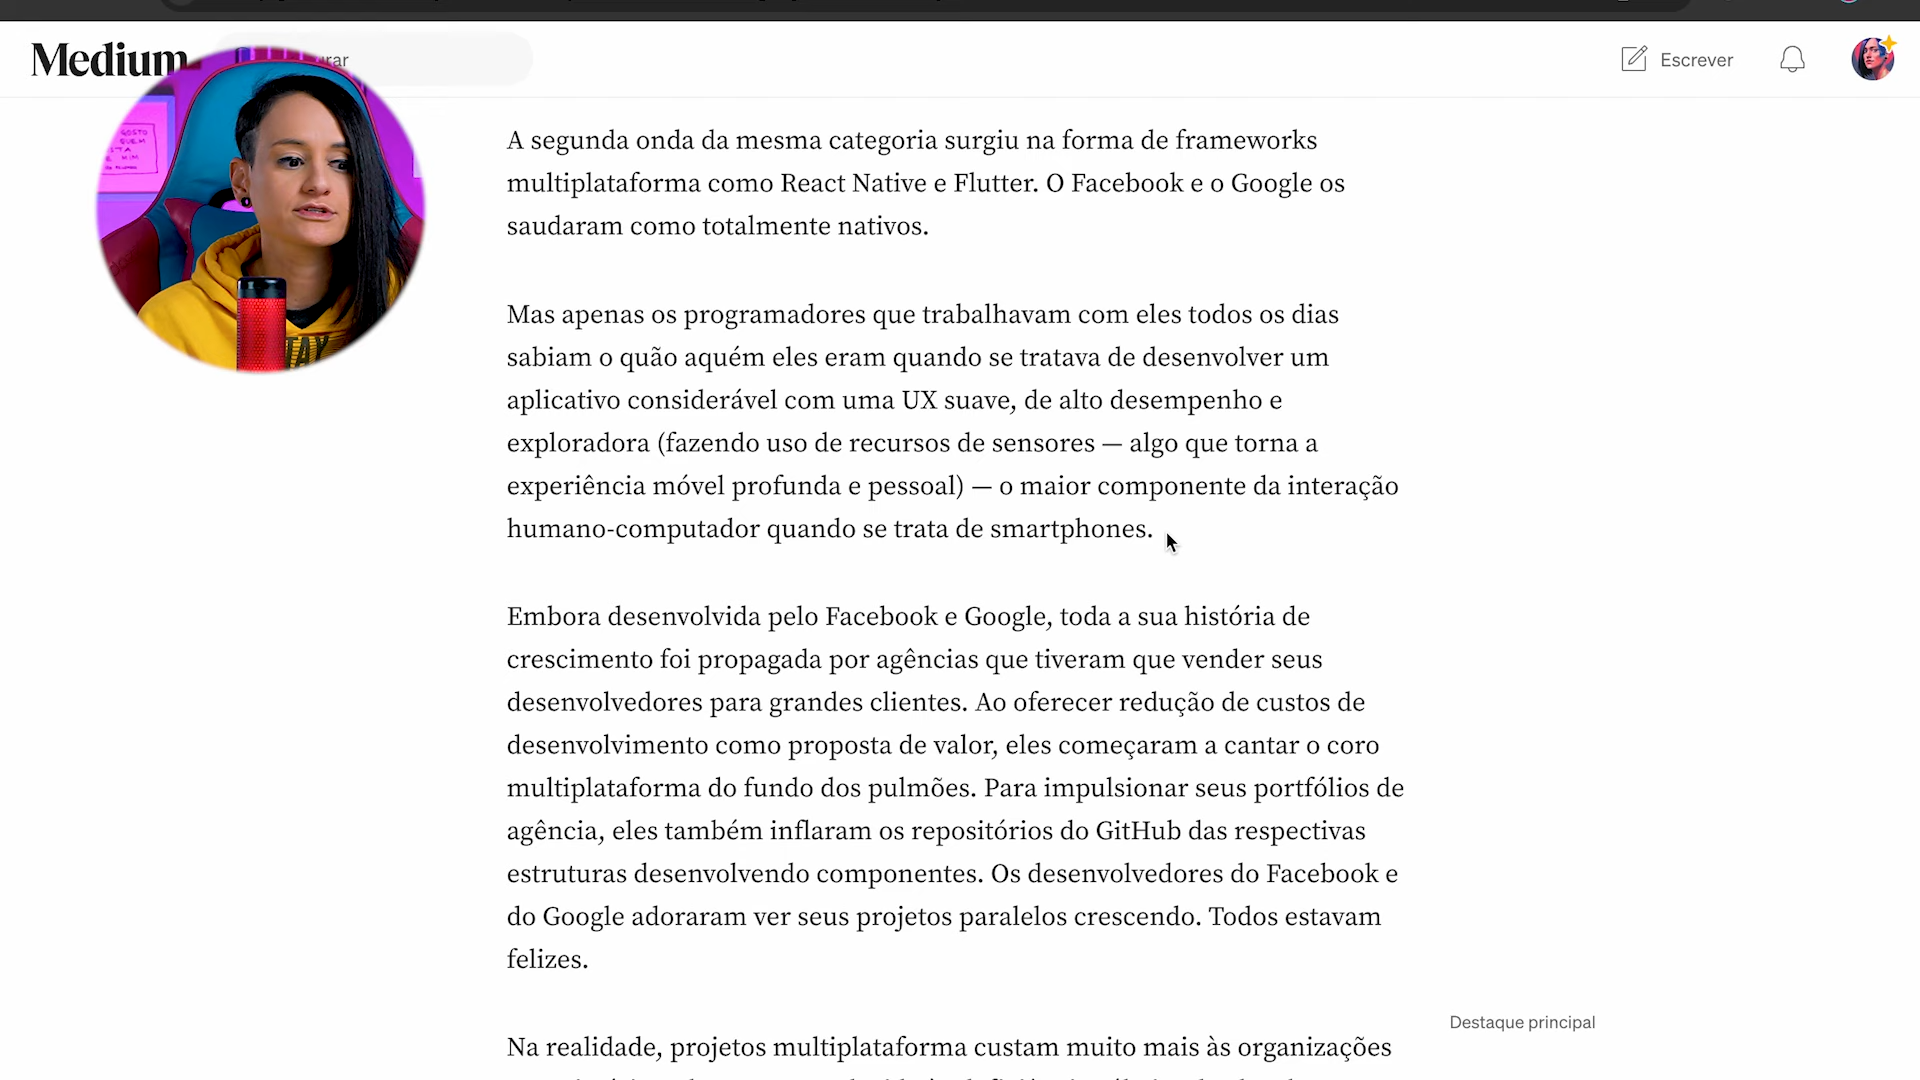 Medium
Escrever
A segunda onda da mesma categoria surgiu na forma de frameworks
multiplataforma como React Native e Flutter. O Facebook e o Google os
saudaram como totalmente nativos.
Mas apenas os programadores que trabalhavam com eles todos os dias
sabiam o quão aquém eles eram quando se tratava de desenvolver um
aplicativo considerável com uma UX suave, de alto desempenho e
exploradora (fazendo uso de recursos de sensores — algo que torna a
experiência móvel profunda e pessoal) — o maior componente da interação
humano-computador quando se trata de smartphones.
Embora desenvolvida pelo Facebook e Google, toda a sua história de
crescimento foi propagada por agências que tiveram que vender seus
desenvolvedores para grandes clientes. Ao oferecer redução de custos de
desenvolvimento como proposta de valor, eles começaram a cantar o coro
multiplataforma do fundo dos pulmões. Para impulsionar seus portfólios de
agência, eles também inflaram os repositórios do GitHub das respectivas
estruturas desenvolvendo componentes. Os desenvolvedores do Facebook e
do Google adoraram ver seus projetos paralelos crescendo. Todos estavam
felizes.
Destaque principal
Na realidade, projetos multiplataforma custam muito mais às organizações